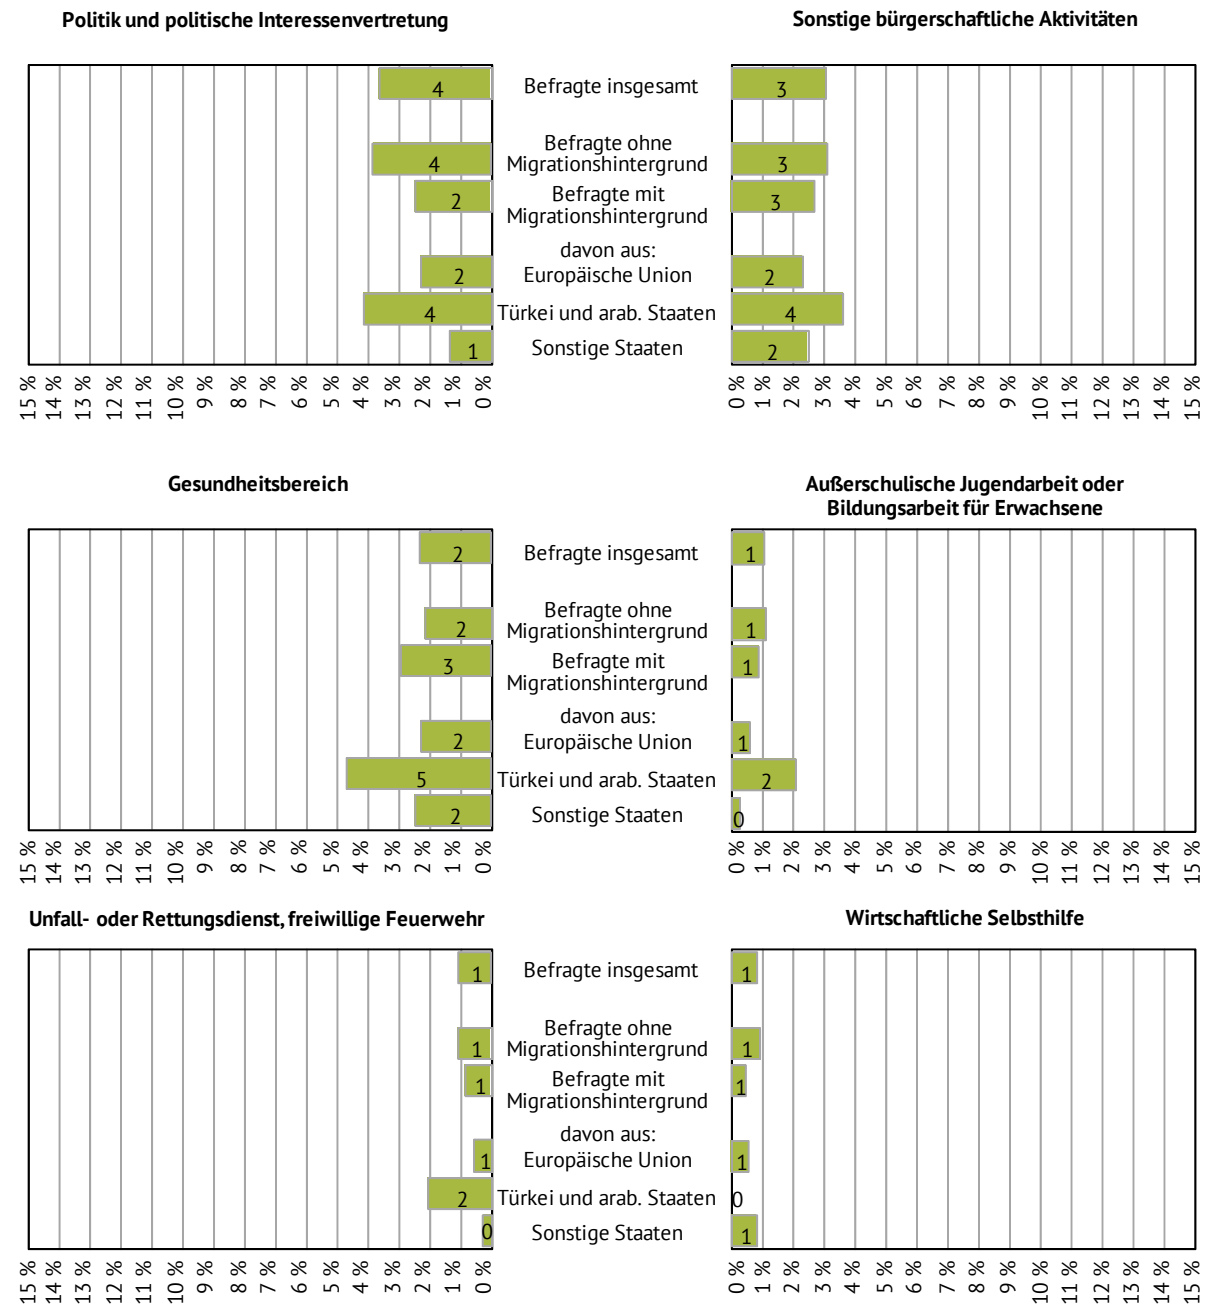 Politik und politische Interessenvertretung
Sonstige bürgerschaftliche Aktivitäten
4 Befragte insgesamt 3
Befragte ohne
4 Migrationshintergrund 3
2 Befragte mit 3
Migrationshintergrund
davon aus:
2 Europäische Union 2
4 Türkei und arab. Staaten 4
1 Sonstige Staaten 2
15 % 14 % 13 % 12 % 11 % 10 % 9 % 8 % 7 % 6 % 5 % 4 % 3 % 2 % 1 % 0 %
0 % 1 % 2 % 3 % 4 % 5 % 6 % 7 % 8 % 9 % 10 % 11 % 12 % 13 % 14 % 15 %
Gesundheitsbereich
Außerschulische Jugendarbeit oder
Bildungsarbeit für Erwachsene
2 Befragte insgesamt 1
Befragte ohne
2 Migrationshintergrund 1
3 Befragte mit 1
Migrationshintergrund
davon aus:
2 Europäische Union 1
5 Türkei und arab. Staaten 2
2 Sonstige Staaten 0
15 % 14 % 13 % 12 % 11 % 10 % 9 % 8 % 7 % 6 % 5 % 4 % 3 % 2 % 1 % 0 %
0 % 1 % 2 % 3 % 4 % 5 % 6 % 7 % 8 % 9 % 10 % 11 % 12 % 13 % 14 % 15 %
Unfall- oder Rettungsdienst, freiwillige Feuerwehr
Wirtschaftliche Selbsthilfe
1 Befragte insgesamt 1
Befragte ohne
1 Migrationshintergrund 1
1 Befragte mit 1
Migrationshintergrund
davon aus:
1 Europäische Union 1
2 Türkei und arab. Staaten 0
0 Sonstige Staaten 1
15 % 14 % 13 % 12 % 11 % 10 % 9 % 8 % 7 % 6 % 5 % 4 % 3 % 2 % 1 % 0 %
0 % 1 % 2 % 3 % 4 % 5 % 6 % 7 % 8 % 9 % 10 % 11 % 12 % 13 % 14 % 15 %